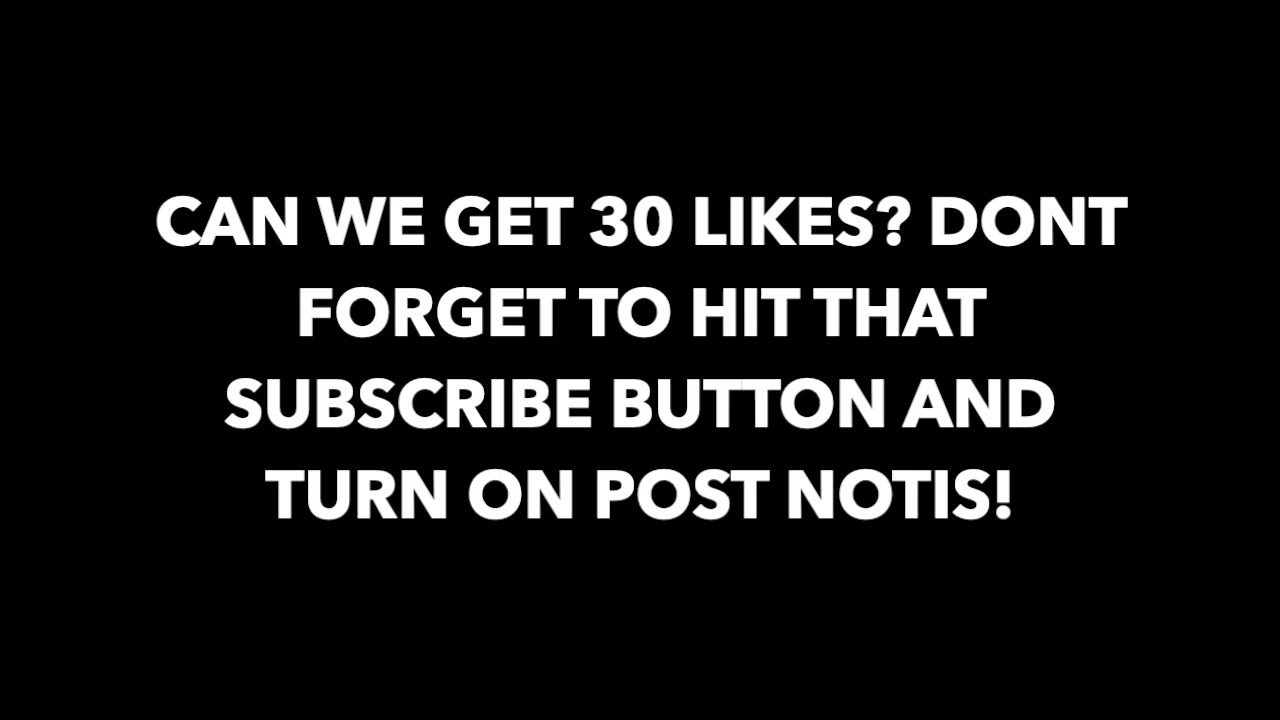 CAN WE GET 30 LIKES? DONT
FORGET TO HIT THAT
SUBSCRIBE BUTTON AND
TURN ON POST NOTIS!